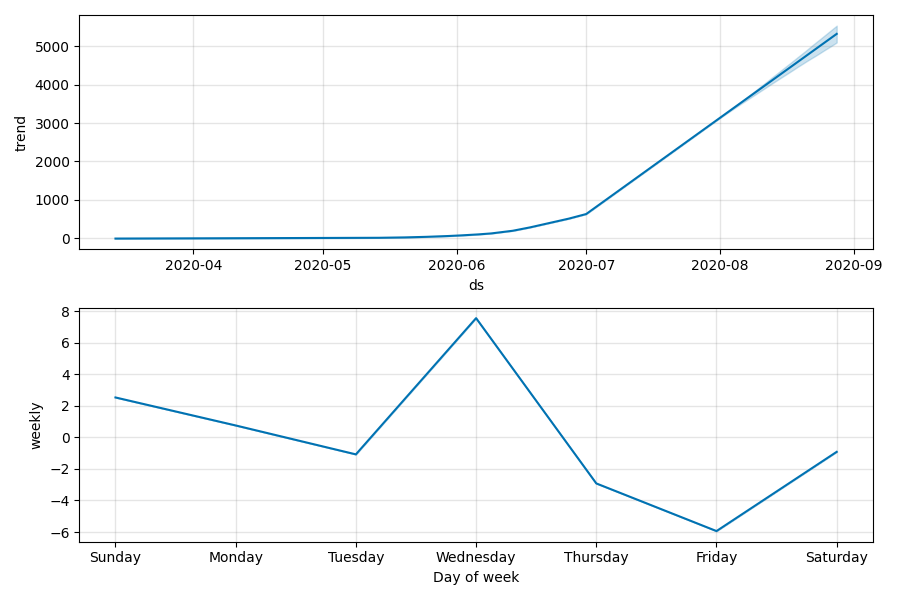 5000
4000
3000
2000
1000
0
trend
2020-04 2020-05 2020-06 2020-07 2020-08 2020-09
ds
8
6
4
2
0
−2
−4
−6
weekly
Sunday Monday Tuesday Wednesday Thursday Friday Saturday
Day of week